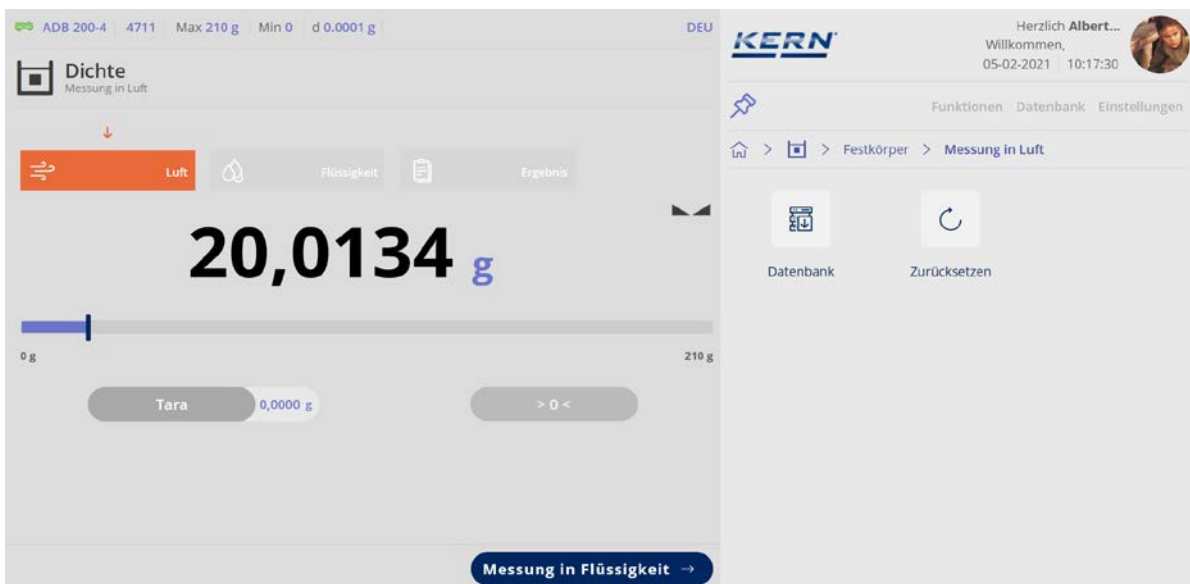 ADB 200-4 4711 Max 210 g Min 0 d 0.0001 g DEU
Dichte
Messung in Luft
Luft Flüssigkeit Ergebnis
20,0134 g
0 g 210 g
Tara 0,0000 g > 0 <
Messung in Flüssigkeit →
KERN
Herzlich Albert...
Willkommen,
05-02-2021 10:17:30
Funktionen Datenbank Einstellungen
> > Festkörper > Messung in Luft
Datenbank Zurücksetzen